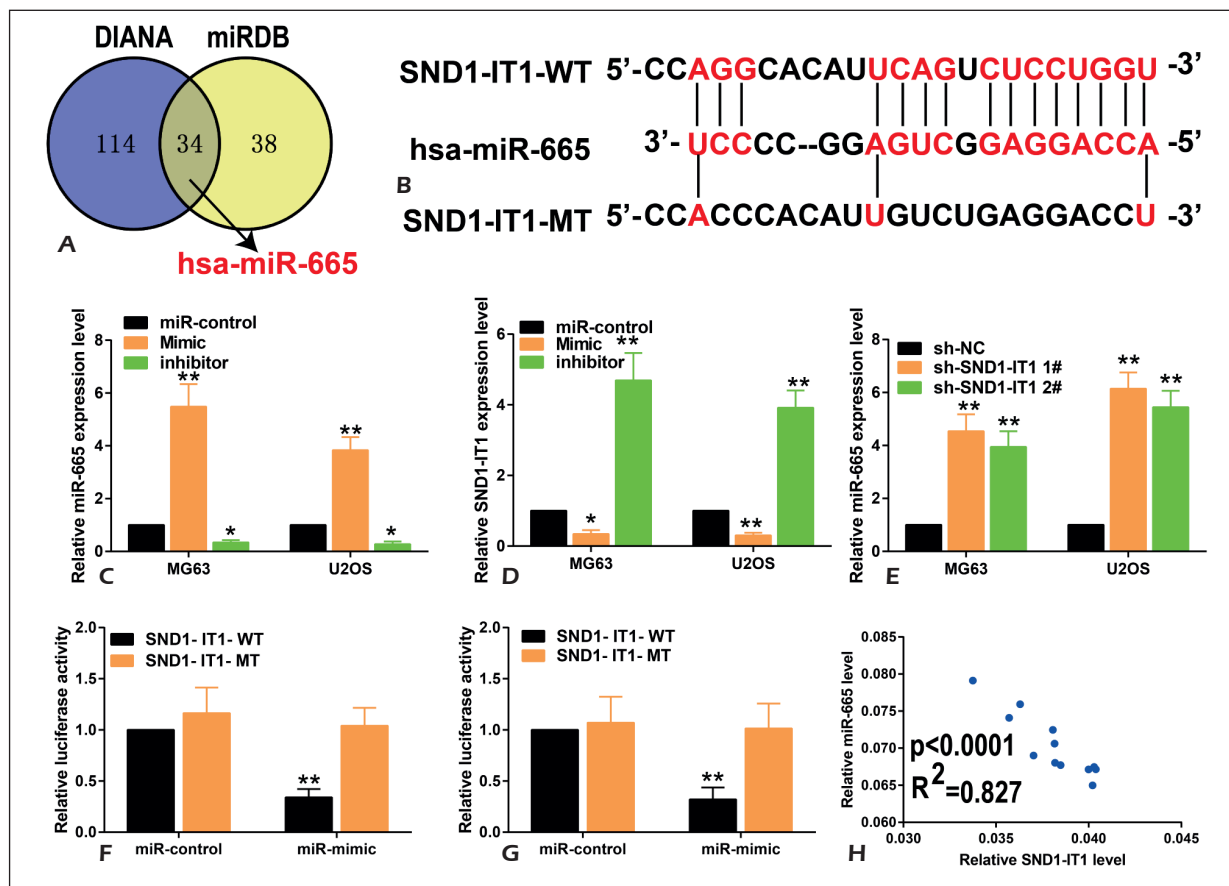 DIANA miRDB
114 34 38
hsa-miR-665
A
SND1-IT1-WT 5'-CCAGGCACAUUCAGUCUCCUGGU -3'
hsa-miR-665 3'- UCCCC--GGAGUCGGAGGACCA -5'
B
SND1-IT1-MT 5'-CCACCCACAUUGUCUGAGGACCU -3'
Relative miR-665 expression level
miR-control
Mimic
inhibitor
8
6
4
2
0
** * ** *
MG63 U2OS
C
Relative SND1-IT1 expression level
miR-control
Mimic
inhibitor
6
4
2
0
* ** ** **
MG63 U2OS
D
Relative miR-665 expression level
sh-NC
sh-SND1-IT1 1#
sh-SND1-IT1 2#
8
6
4
2
0
** ** ** **
MG63 U2OS
E
Relative luciferase activity
SND1- IT1- WT
SND1- IT1- MT
2.0
1.5
1.0
0.5
0.0
**
miR-control miR-mimic
F
Relative luciferase activity
SND1- IT1- WT
SND1- IT1- MT
2.0
1.5
1.0
0.5
0.0
**
miR-control miR-mimic
G
Relative miR-665 level
0.085
0.080
0.075
0.070
0.065
0.060
p<0.0001
R2=0.827
0.030 0.035 0.040 0.045
Relative SND1-IT1 level
H